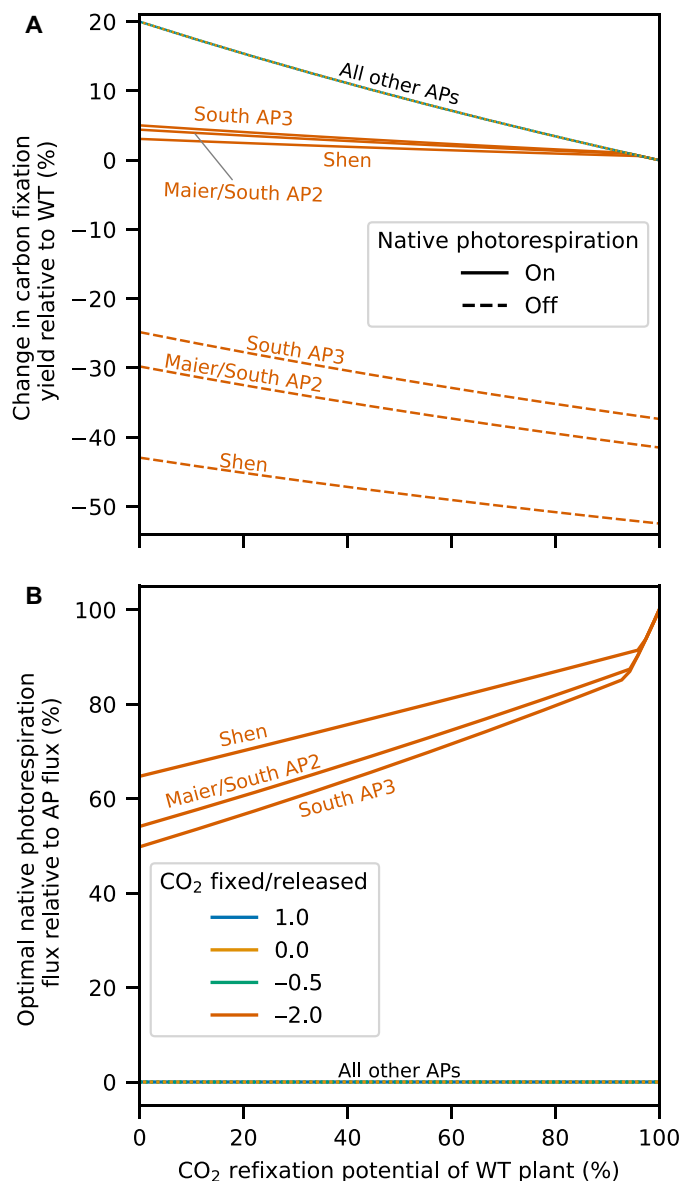 A
Change in carbon fixation
yield relative to WT (%)
20
10
0
−10
−20
−30
−40
−50
All other APs
South AP3
Shen
Maier/South AP2
Native photorespiration
On
Off
South AP3
Maier/South AP2
Shen
B
Optimal native photorespiration
flux relative to AP flux (%)
100
80
60
40
20
0
Shen
Maier/South AP2
South AP3
CO₂ fixed/released
1.0
0.0
−0.5
−2.0
All other APs
0 20 40 60 80 100
CO₂ refixation potential of WT plant (%)